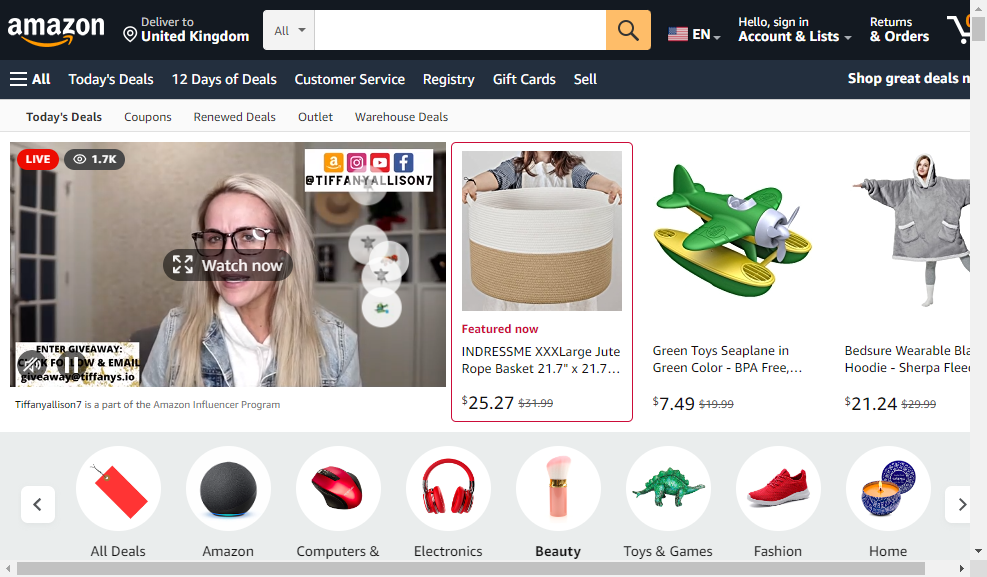 amazon
Deliver to
United Kingdom
All
EN
Hello, sign in
Account & Lists
Returns
& Orders
All
Today's Deals
12 Days of Deals
Customer Service
Registry
Gift Cards
Sell
Shop great deals n
Today's Deals
Coupons
Renewed Deals
Outlet
Warehouse Deals
LIVE
1.7K
@TIFFANYALLISON7
Watch now
ENTER GIVEAWAY:
& EMAIL
giveaway@tiffanys.io
Tiffanyallison7 is a part of the Amazon Influencer Program
Featured now
INDRESSME XXXLarge Jute
Rope Basket 21.7" x 21.7…
$25.27 $31.99
Green Toys Seaplane in
Green Color - BPA Free,…
$7.49 $19.99
Bedsure Wearable Bla
Hoodie - Sherpa Flee
$21.24 $29.99
All Deals
Amazon
Computers &
Electronics
Beauty
Toys & Games
Fashion
Home